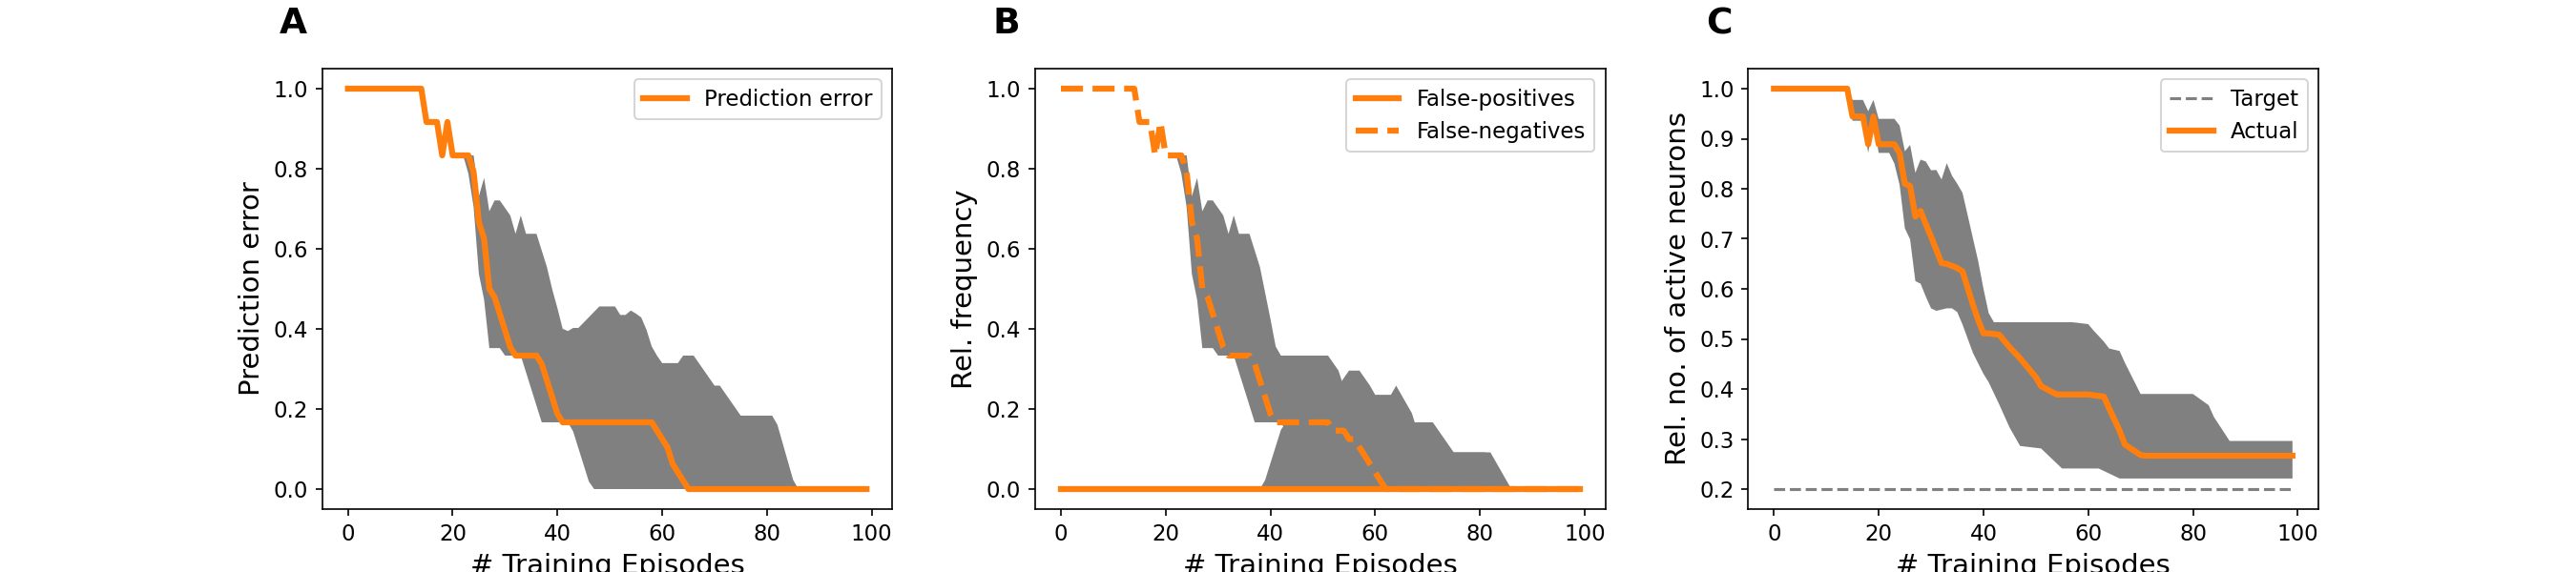 A
Prediction error
1.0
0.8
0.6
0.4
0.2
0.0
0 20 40 60 80 100
# Training Episodes
Prediction error
B
Rel. frequency
1.0
0.8
0.6
0.4
0.2
0.0
0 20 40 60 80 100
# Training Episodes
False-positives
False-negatives
C
Rel. no. of active neurons
1.0
0.9
0.8
0.7
0.6
0.5
0.4
0.3
0.2
0 20 40 60 80 100
# Training Episodes
Target
Actual